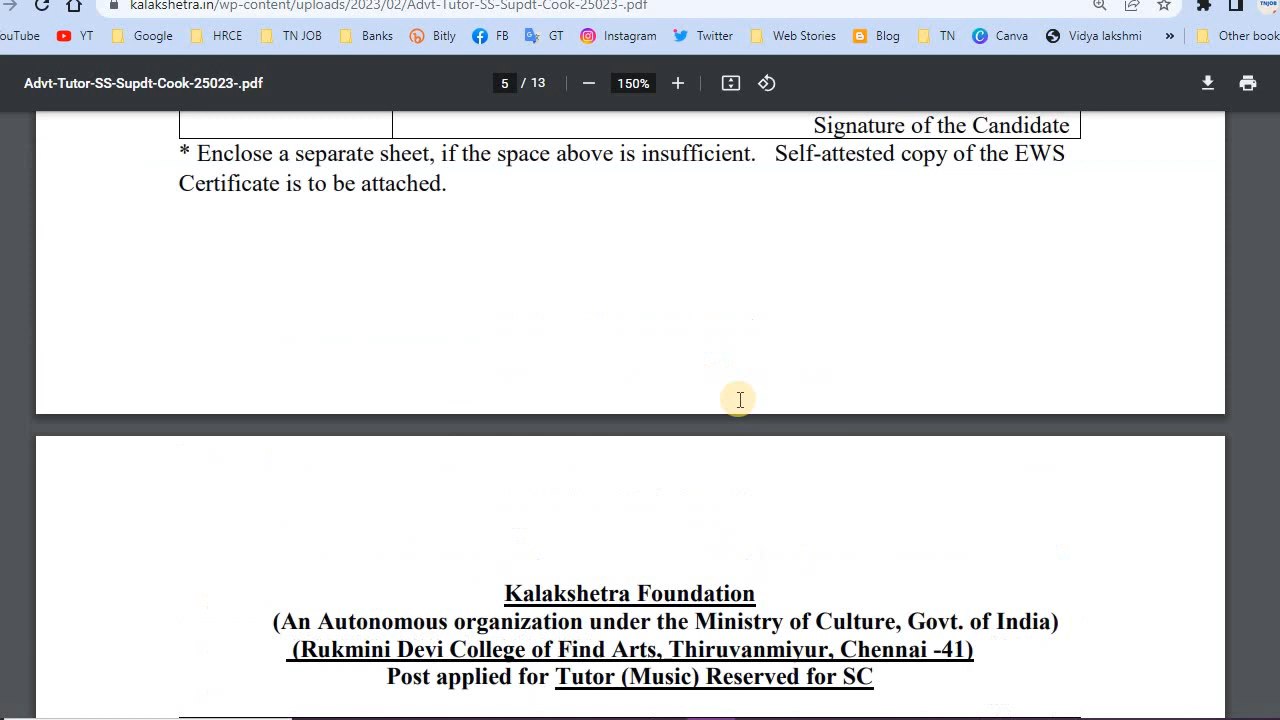 kalakshetra.in/wp-content/uploads/2023/02/Advt-Tutor-SS-Supdt-Cook-25023-.pdf
YouTube YT Google HRCE TN JOB Banks Bitly FB GT Instagram Twitter Web Stories Blog TN Canva Vidya lakshmi » Other book
Advt-Tutor-SS-Supdt-Cook-25023-.pdf 5 / 13 150%
Signature of the Candidate
* Enclose a separate sheet, if the space above is insufficient. Self-attested copy of the EWS
Certificate is to be attached.
Kalakshetra Foundation
(An Autonomous organization under the Ministry of Culture, Govt. of India)
(Rukmini Devi College of Find Arts, Thiruvanmiyur, Chennai -41)
Post applied for Tutor (Music) Reserved for SC